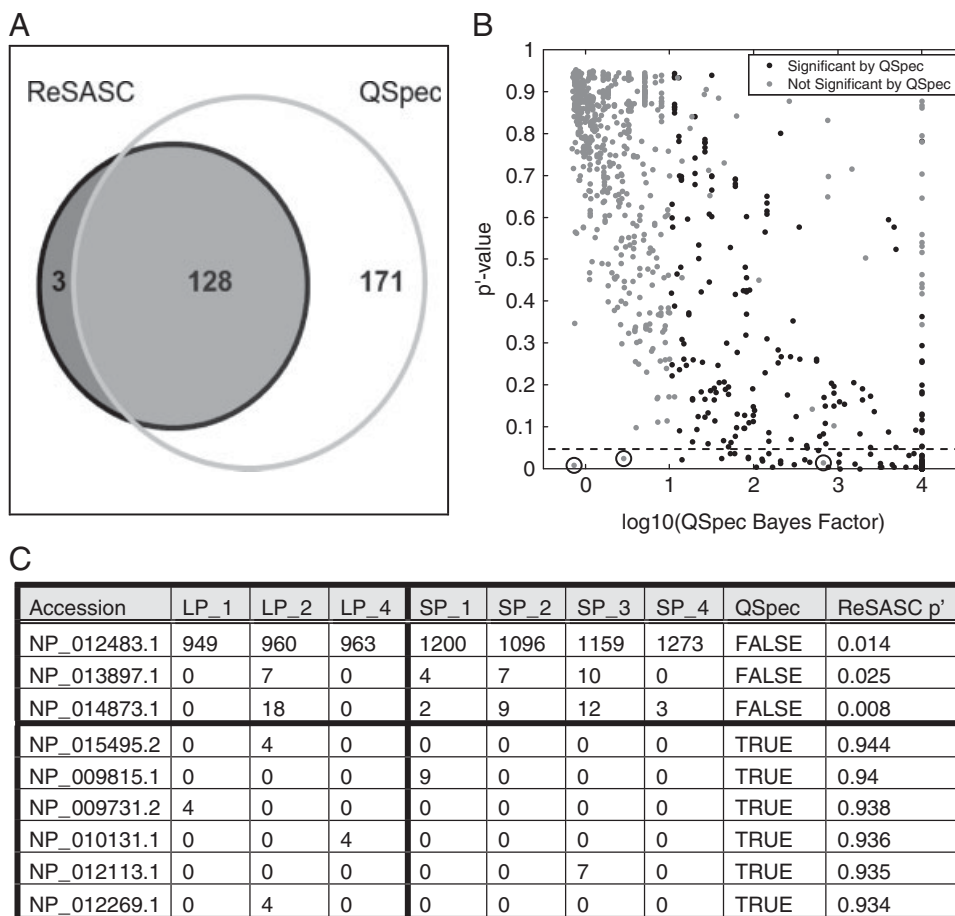 A
ReSASC
QSpec
3
128
171
B
Significant by QSpec
Not Significant by QSpec
1
0.9
0.8
0.7
0.6
0.5
0.4
0.3
0.2
0.1
0
p'-value
0 1 2 3 4
log10(QSpec Bayes Factor)
C
Accession LP_1 LP_2 LP_4 SP_1 SP_2 SP_3 SP_4 QSpec ReSASC p'
NP_012483.1 949 960 963 1200 1096 1159 1273 FALSE 0.014
NP_013897.1 0 7 0 4 7 10 0 FALSE 0.025
NP_014873.1 0 18 0 2 9 12 3 FALSE 0.008
NP_015495.2 0 4 0 0 0 0 0 TRUE 0.944
NP_009815.1 0 0 0 9 0 0 0 TRUE 0.94
NP_009731.2 4 0 0 0 0 0 0 TRUE 0.938
NP_010131.1 0 0 4 0 0 0 0 TRUE 0.936
NP_012113.1 0 0 0 0 0 7 0 TRUE 0.935
NP_012269.1 0 4 0 0 0 0 0 TRUE 0.934